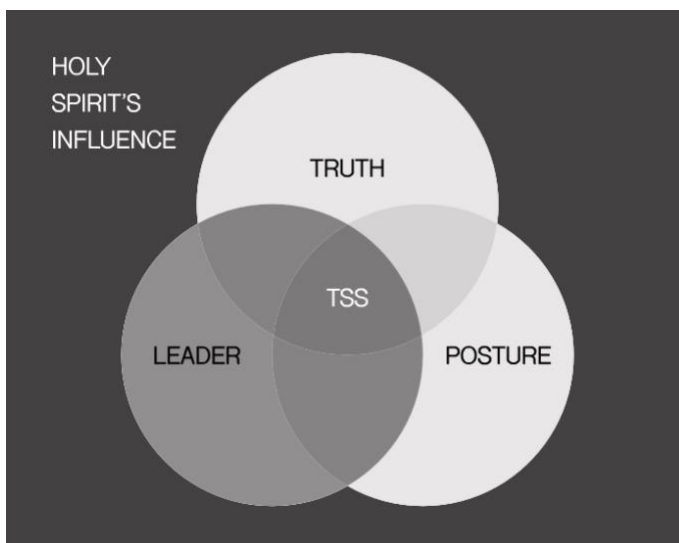 HOLY
SPIRIT'S
INFLUENCE
TRUTH
TSS
LEADER
POSTURE